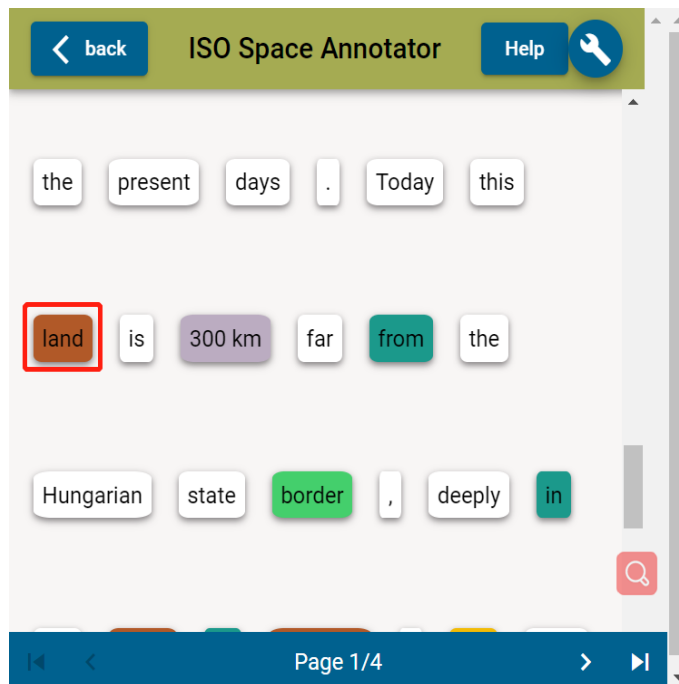 back ISO Space Annotator Help
the present days . Today this
land is 300 km far from the
Hungarian state border , deeply in
Page 1/4